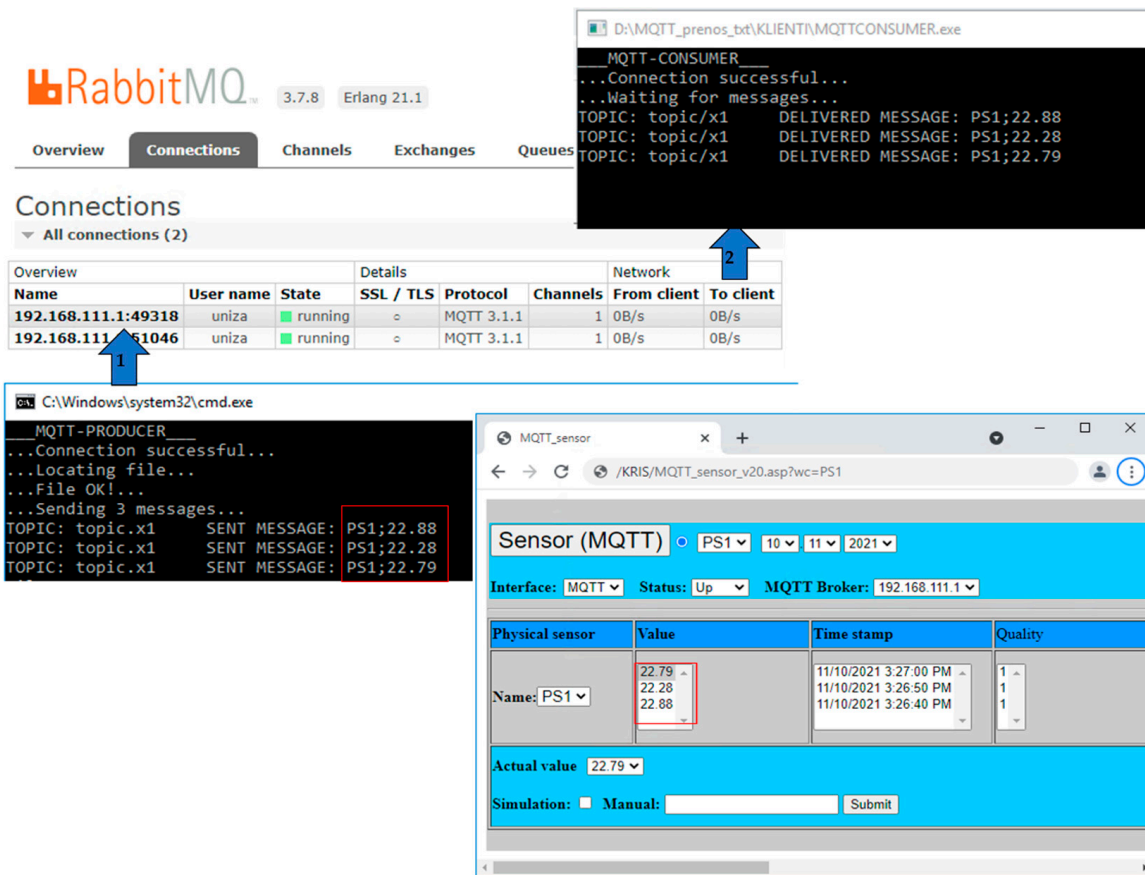 RabbitMQ™ 3.7.8 Erlang 21.1
Overview Connections Channels Exchanges Queues
Connections
All connections (2)
Overview Details Network
Name User name State SSL / TLS Protocol Channels From client To client
192.168.111.1:49318 uniza running ○ MQTT 3.1.1 1 0B/s 0B/s
192.168.111. 51046 uniza running ○ MQTT 3.1.1 1 0B/s 0B/s
1
D:\MQTT_prenos_txt\KLIENTI\MQTTCONSUMER.exe
___MQTT-CONSUMER___
...Connection successful...
...Waiting for messages...
TOPIC: topic/x1 DELIVERED MESSAGE: PS1;22.88
TOPIC: topic/x1 DELIVERED MESSAGE: PS1;22.28
TOPIC: topic/x1 DELIVERED MESSAGE: PS1;22.79
2
C:\Windows\system32\cmd.exe
___MQTT-PRODUCER___
...Connection successful...
...Locating file...
...File OK!...
...Sending 3 messages...
TOPIC: topic.x1 SENT MESSAGE: PS1;22.88
TOPIC: topic.x1 SENT MESSAGE: PS1;22.28
TOPIC: topic.x1 SENT MESSAGE: PS1;22.79
MQTT_sensor
/KRIS/MQTT_sensor_v20.asp?wc=PS1
Sensor (MQTT) PS1 10 11 2021
Interface: MQTT Status: Up MQTT Broker: 192.168.111.1
Physical sensor Value Time stamp Quality
Name: PS1
22.79 11/10/2021 3:27:00 PM 1
22.28 11/10/2021 3:26:50 PM 1
22.88 11/10/2021 3:26:40 PM 1
Actual value 22.79
Simulation: Manual: Submit